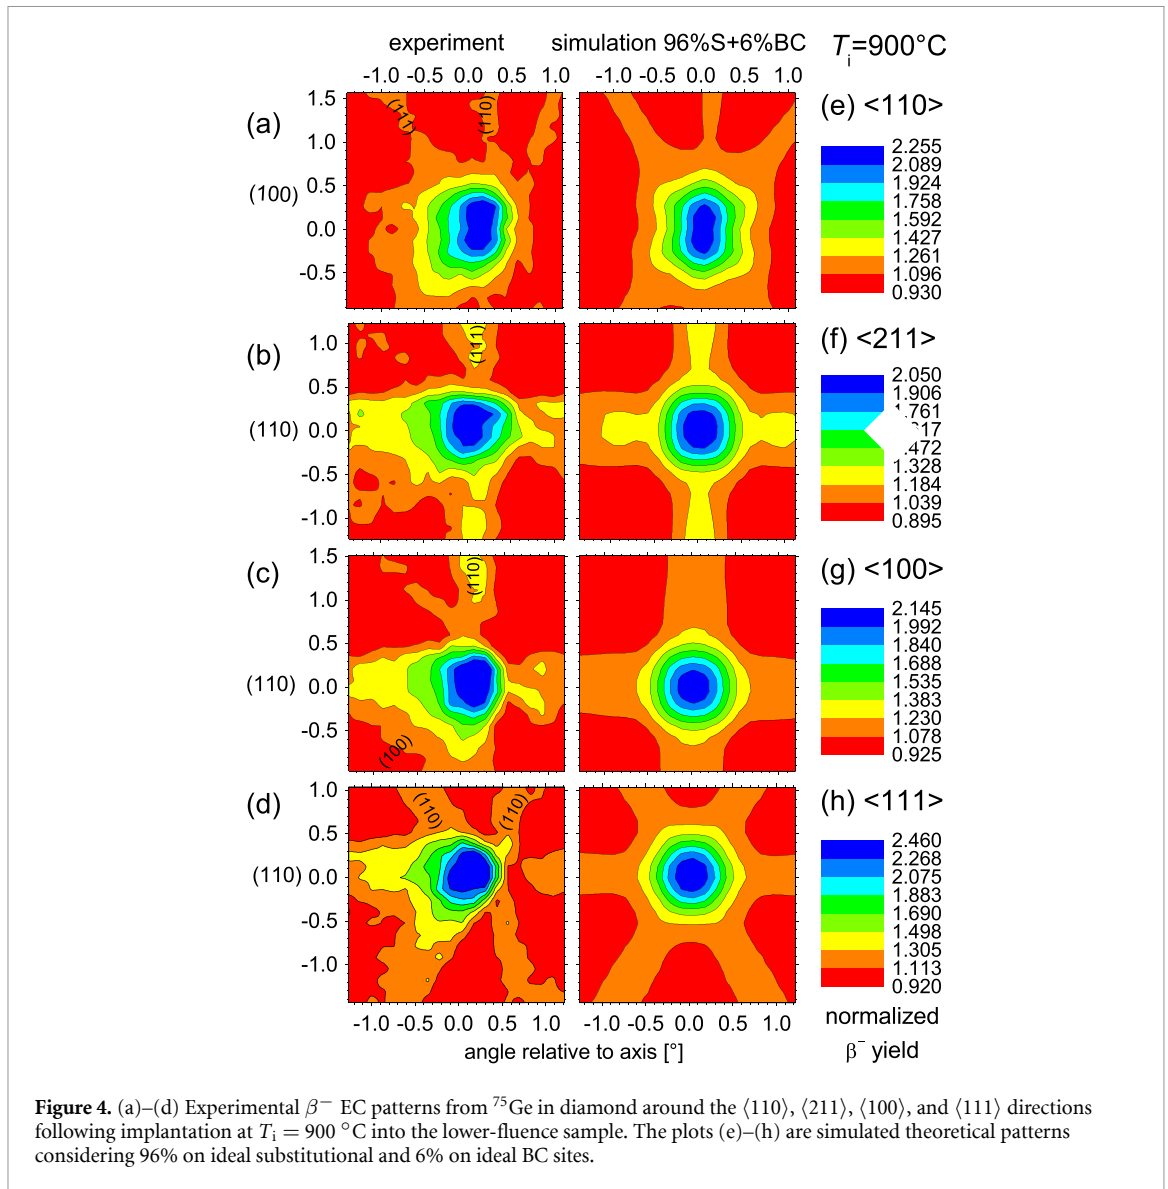 experiment simulation 96%S+6%BC Ti=900°C
-1.0 -0.5 0.0 0.5 1.0 -1.0 -0.5 0.0 0.5 1.0
(a) 1.5 1.0 0.5 0.0 -0.5
(100)
(111) (110)
(e) <110>
2.255
2.089
1.924
1.758
1.592
1.427
1.261
1.096
0.930
(b) 1.0 0.5 0.0 -0.5 -1.0
(110)
(111)
(f) <211>
2.050
1.906
1.328
1.184
1.039
0.895
(c) 1.5 1.0 0.5 0.0 -0.5
(110)
(110)
(100)
(g) <100>
2.145
1.992
1.840
1.688
1.535
1.383
1.230
1.078
0.925
(d) 1.0 0.5 0.0 -0.5 -1.0
(110)
(110) (110)
(h) <111>
2.460
2.268
2.075
1.883
1.690
1.498
1.305
1.113
0.920
-1.0 -0.5 0.0 0.5 1.0 -1.0 -0.5 0.0 0.5 1.0
angle relative to axis [°]
normalized
β⁻ yield
Figure 4. (a)–(d) Experimental β⁻ EC patterns from ⁷⁵Ge in diamond around the ⟨110⟩, ⟨211⟩, ⟨100⟩, and ⟨111⟩ directions
following implantation at Ti = 900 °C into the lower-fluence sample. The plots (e)–(h) are simulated theoretical patterns
considering 96% on ideal substitutional and 6% on ideal BC sites.